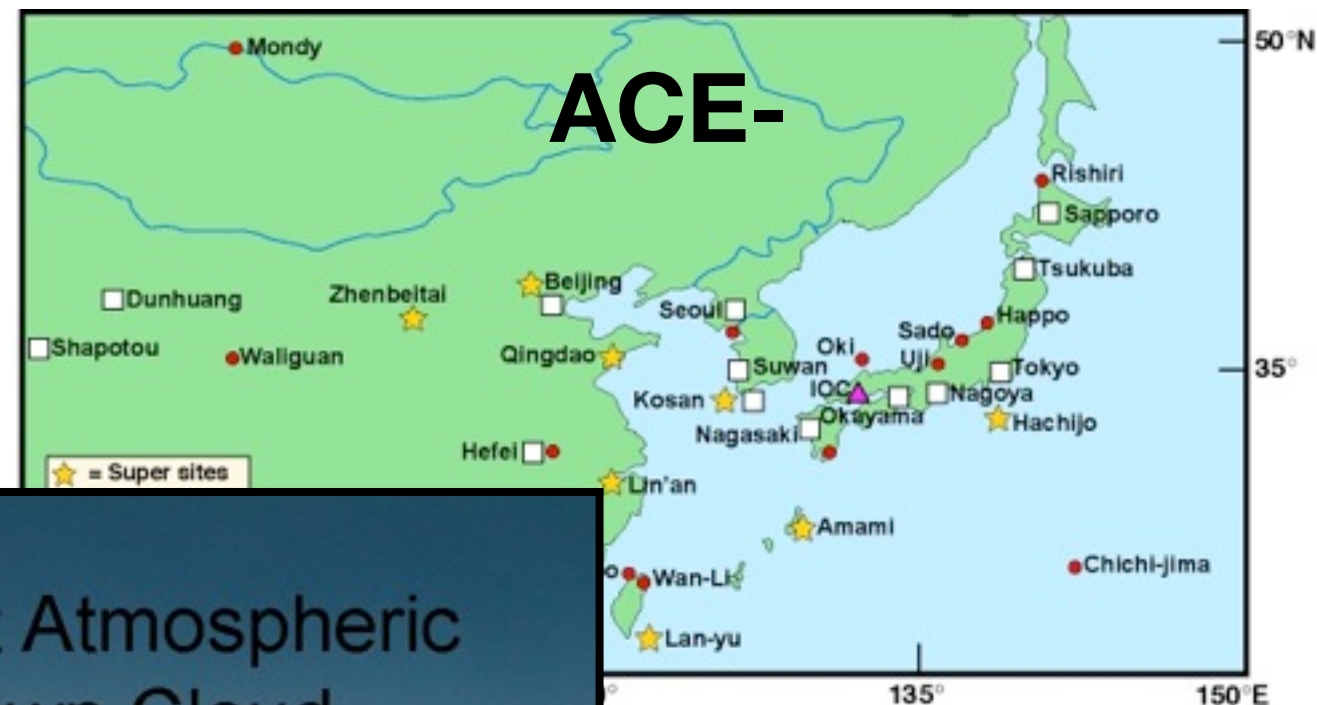 Mondy
50°N
ACE-
Rishiri
Sapporo
Tsukuba
Beijing
Zhenbeitai
Dunhuang
Seoul
Happo
Sado
Shapotou
Waliguan
Qingdao
Oki
Uji
Suwan
Tokyo
35°
IOC
Nagoya
Kosan
Okayama
Hachijo
Nagasaki
Hefei
= Super sites
Lin'an
Amami
Wan-Li
Chichi-jima
Atmospheric
Lan-yu
Cloud
135°
150°E